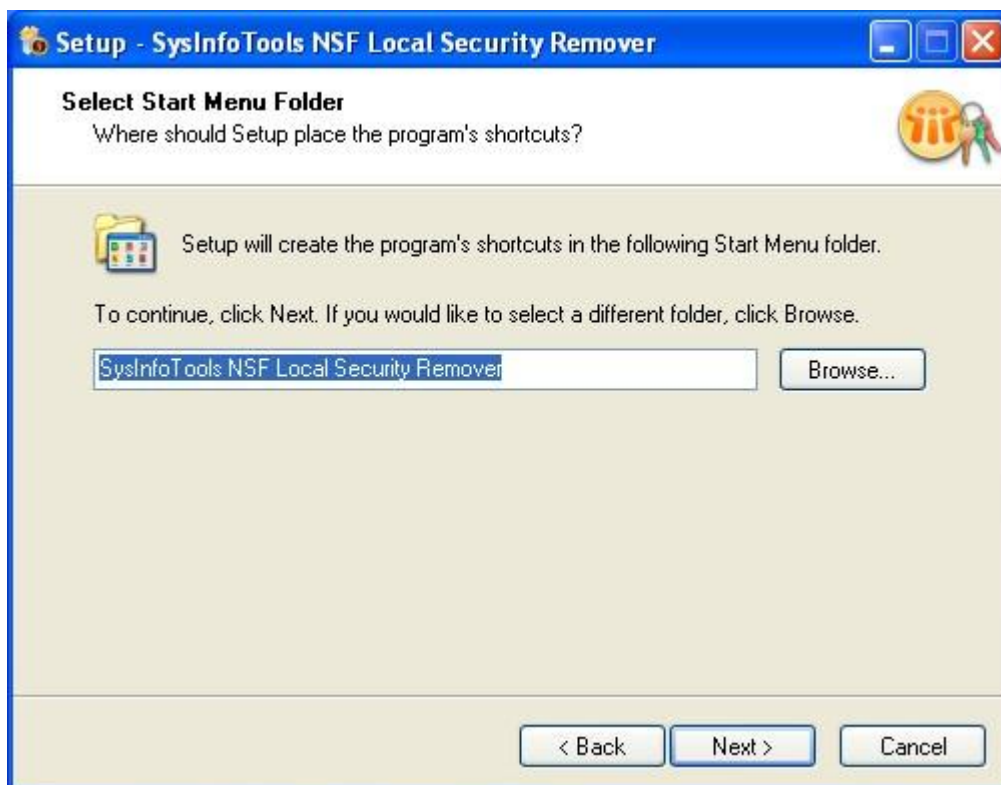 Setup - SysInfoTools NSF Local Security Remover
Select Start Menu Folder
Where should Setup place the program's shortcuts?
Setup will create the program's shortcuts in the following Start Menu folder.
To continue, click Next. If you would like to select a different folder, click Browse.
SysInfoTools NSF Local Security Remover
Browse...
< Back
Next >
Cancel